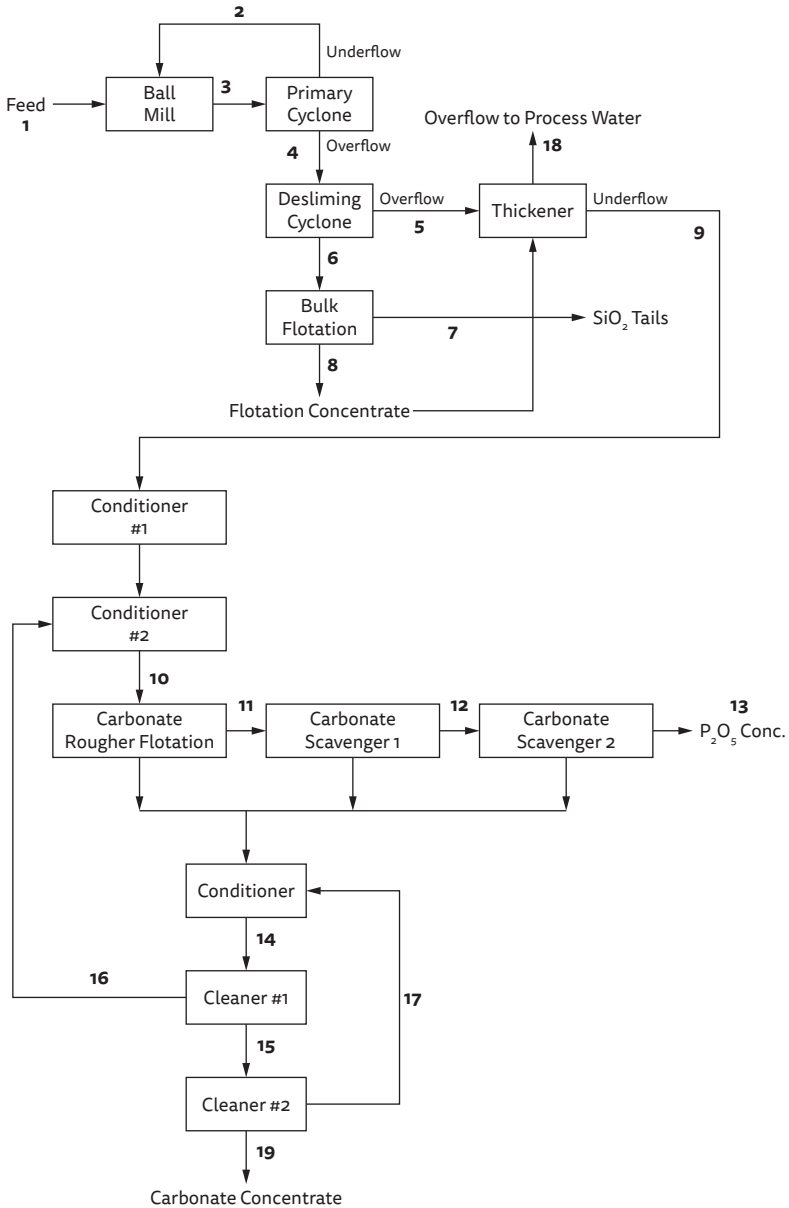 2
Underflow
Feed
1
Ball
Mill
3
Primary
Cyclone
Overflow to Process Water
4
Overflow
18
Desliming
Cyclone
Overflow
5
Thickener
Underflow
9
6
Bulk
Flotation
7
SiO₂ Tails
8
Flotation Concentrate
Conditioner
#1
Conditioner
#2
10
Carbonate
Rougher Flotation
11
Carbonate
Scavenger 1
12
Carbonate
Scavenger 2
13
P₂O₅ Conc.
Conditioner
14
16
Cleaner #1
17
15
Cleaner #2
19
Carbonate Concentrate